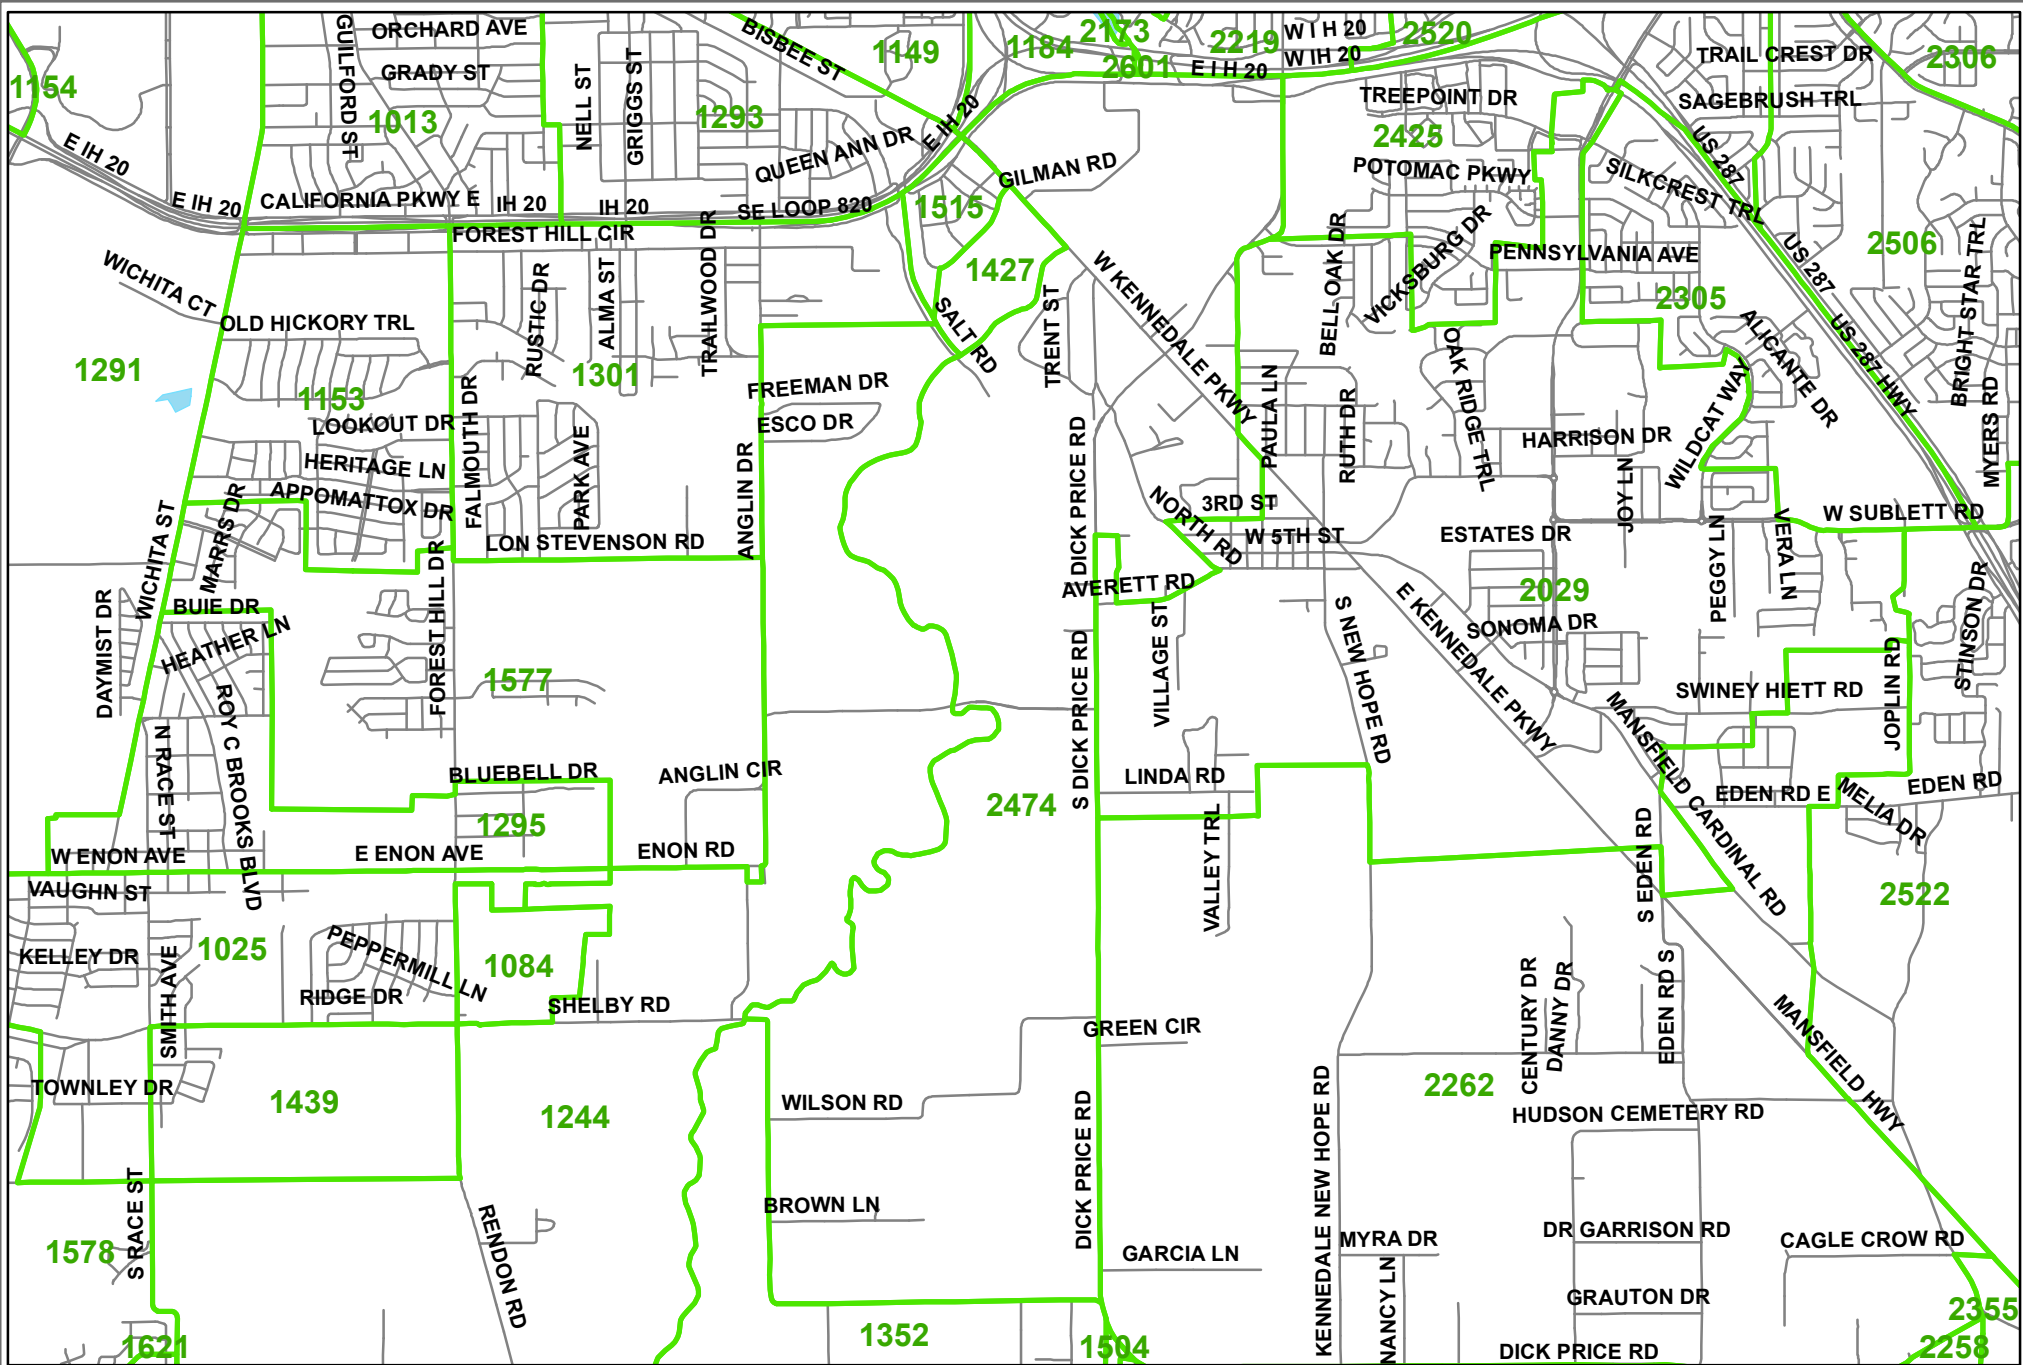 ORCHARD AVE
GUILFORD ST
GRADY ST
1154
1013
E IH 20
NELL ST
GRIGGS ST
1293
BISBEE ST
1149
QUEEN ANN DR
E IH 20
1184
2173
2601
2219
E I H 20
W I H 20
W IH 20
2520
TRAIL CREST DR
2306
TREEPOINT DR
SAGEBRUSH TRL
2425
US 287
POTOMAC PKWY
SILKCREST TRL
GILMAN RD
E IH 20
CALIFORNIA PKWY E
IH 20
IH 20
SE LOOP 820
1515
FOREST HILL CIR
TRAILWOOD DR
BELL OAK DR
VICKSBURG DR
PENNSYLVANIA AVE
US 287
2506
BRIGHT STAR TRL
WICHITA CT
RUSTIC DR
ALMA ST
1427
W KENNEDALE PKWY
2305
OLD HICKORY TRL
SALT RD
TRENT ST
OAK RIDGE TRL
ALICANTE DR
US 287 HWY
1291
1153
1301
FREEMAN DR
ESCO DR
LOOKOUT DR
FALMOUTH DR
PARK AVE
ANGLIN DR
PAULA LN
RUTH DR
HARRISON DR
WILDCAT WAY
MYERS RD
HERITAGE LN
APPOMATTOX DR
MARRS DR
WICHITA ST
LON STEVENSON RD
S DICK PRICE RD
NORTH RD
3RD ST
W 5TH ST
ESTATES DR
JOY LN
PEGGY LN
VERA LN
W SUBLETT RD
AVERETT RD
2029
DAYMIST DR
BUIE DR
HEATHER LN
FOREST HILL DR
1577
S DICK PRICE RD
VILLAGE ST
S NEW HOPE RD
E KENNEDALE PKWY
SONOMA DR
STINSON DR
JOPLIN RD
SWINEY HIETT RD
N RACE ST
ROY C BROOKS BLVD
BLUEBELL DR
ANGLIN CIR
LINDA RD
MANSFIELD CARDINAL RD
EDEN RD E
MELIA DR
EDEN RD
1295
2474
VALLEY TRL
S EDEN RD
W ENON AVE
E ENON AVE
ENON RD
VAUGHN ST
2522
1025
KELLEY DR
SMITH AVE
PEPPERMILL LN
RIDGE DR
1084
SHELBY RD
GREEN CIR
CENTURY DR
DANNY DR
EDEN RD S
MANSFIELD HWY
TOWNLEY DR
1439
1244
WILSON RD
DICK PRICE RD
KENNEDALE NEW HOPE RD
2262
HUDSON CEMETERY RD
S RACE ST
1578
RENDON RD
BROWN LN
GARCIA LN
MYRA DR
NANCY LN
DR GARRISON RD
CAGLE CROW RD
GRAUTON DR
2355
1621
1352
1504
DICK PRICE RD
2258